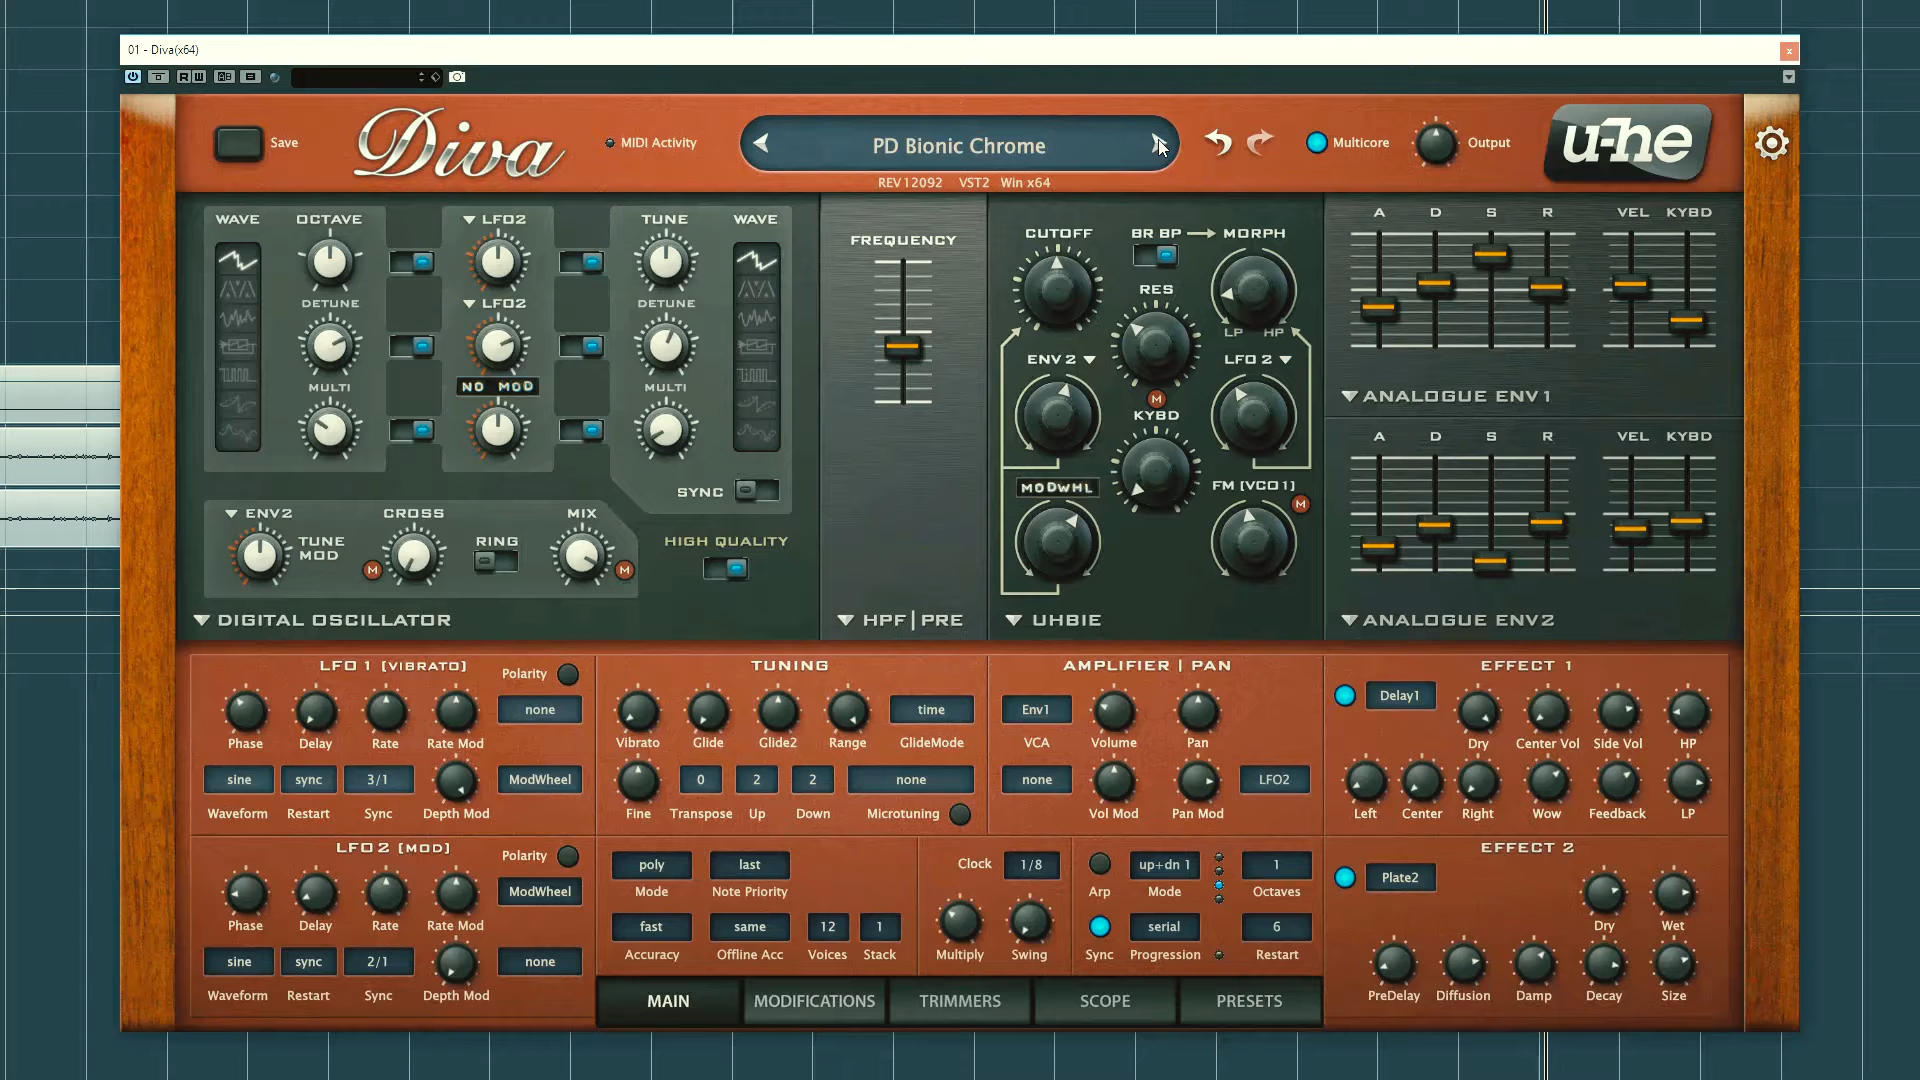 01 - Diva(x64)
R W
Save
Diva
MIDI Activity
PD Bionic Chrome
Multicore
Output
u-he
REV12092 VST2 Win x64
WAVE
OCTAVE
LFO2
TUNE
WAVE
DETUNE
LFO2
DETUNE
MULTI
NO MOD
MULTI
SYNC
ENV2
TUNE MOD
CROSS
RING
MIX
M
M
HIGH QUALITY
DIGITAL OSCILLATOR
FREQUENCY
HPF|PRE
CUTOFF
BR BP
MORPH
RES
LP HP
ENV 2
LFO 2
M
KYBD
MODWHL
FM [VCO1]
M
UHBIE
A D S R VEL KYBD
ANALOGUE ENV1
A D S R VEL KYBD
ANALOGUE ENV2
LFO 1 [VIBRATO]
Polarity
none
Phase Delay Rate Rate Mod
sine sync 3/1 ModWheel
Waveform Restart Sync Depth Mod
LFO 2 [MOD]
Polarity
ModWheel
Phase Delay Rate Rate Mod
sine sync 2/1 none
Waveform Restart Sync Depth Mod
TUNING
time
Vibrato Glide Glide2 Range GlideMode
0 2 2 none
Fine Transpose Up Down Microtuning
AMPLIFIER | PAN
Env1
VCA Volume Pan
none LFO2
Vol Mod Pan Mod
EFFECT 1
Delay1
Dry Center Vol Side Vol HP
Left Center Right Wow Feedback LP
poly last
Mode Note Priority
fast same 12 1
Accuracy Offline Acc Voices Stack
Clock 1/8
Multiply Swing
up+dn 1 1
Arp Mode Octaves
serial 6
Sync Progression Restart
EFFECT 2
Plate2
Dry Wet
PreDelay Diffusion Damp Decay Size
MAIN MODIFICATIONS TRIMMERS SCOPE PRESETS